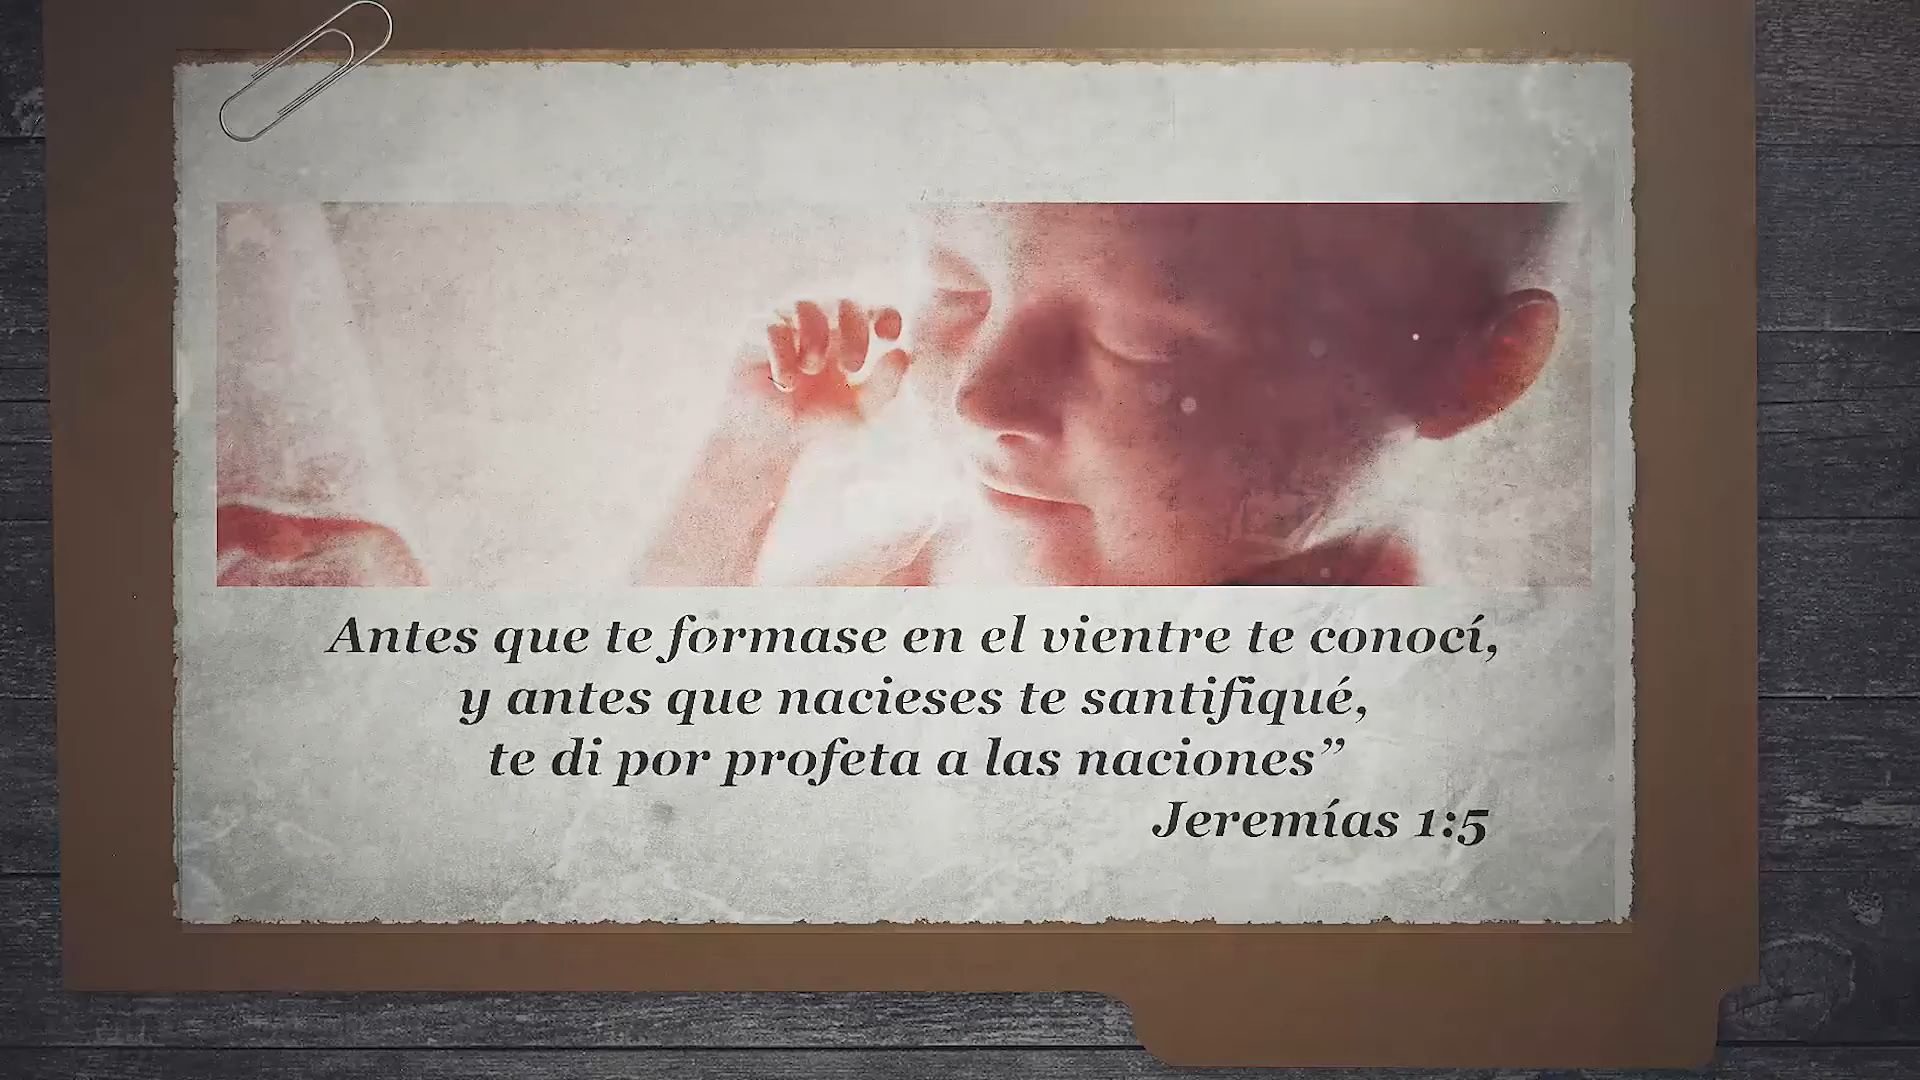 Antes que te formase en el vientre te conocí,
y antes que nacieses te santifiqué,
te di por profeta a las naciones”
Jeremías 1:5